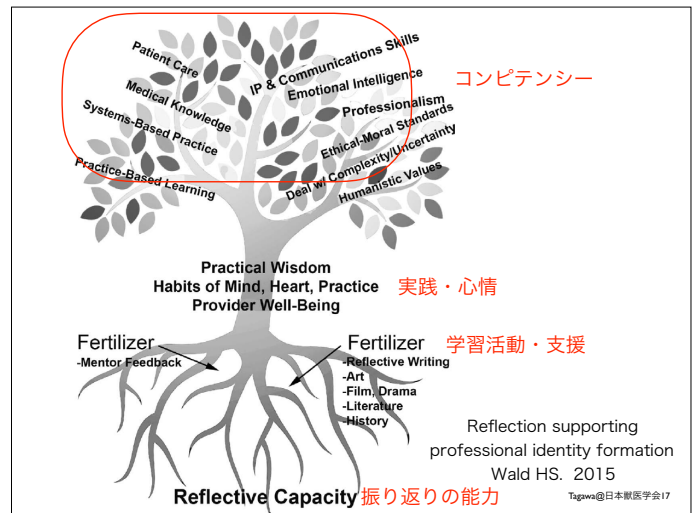 Patient Care
Medical Knowledge
Systems-Based Practice
Practice-Based Learning
IP & Communications Skills
Emotional Intelligence
Professionalism
Ethical-Moral Standards
Deal w/ Complexity/Uncertainty
Humanistic Values
コンピテンシー
Practical Wisdom
Habits of Mind, Heart, Practice
Provider Well-Being
実践・心情
Fertilizer
-Mentor Feedback
Fertilizer
-Reflective Writing
-Art
-Film, Drama
-Literature
-History
学習活動・支援
Reflection supporting
professional identity formation
Wald HS. 2015
Reflective Capacity 振り返りの能力
Tagawa@日本獣医学会17